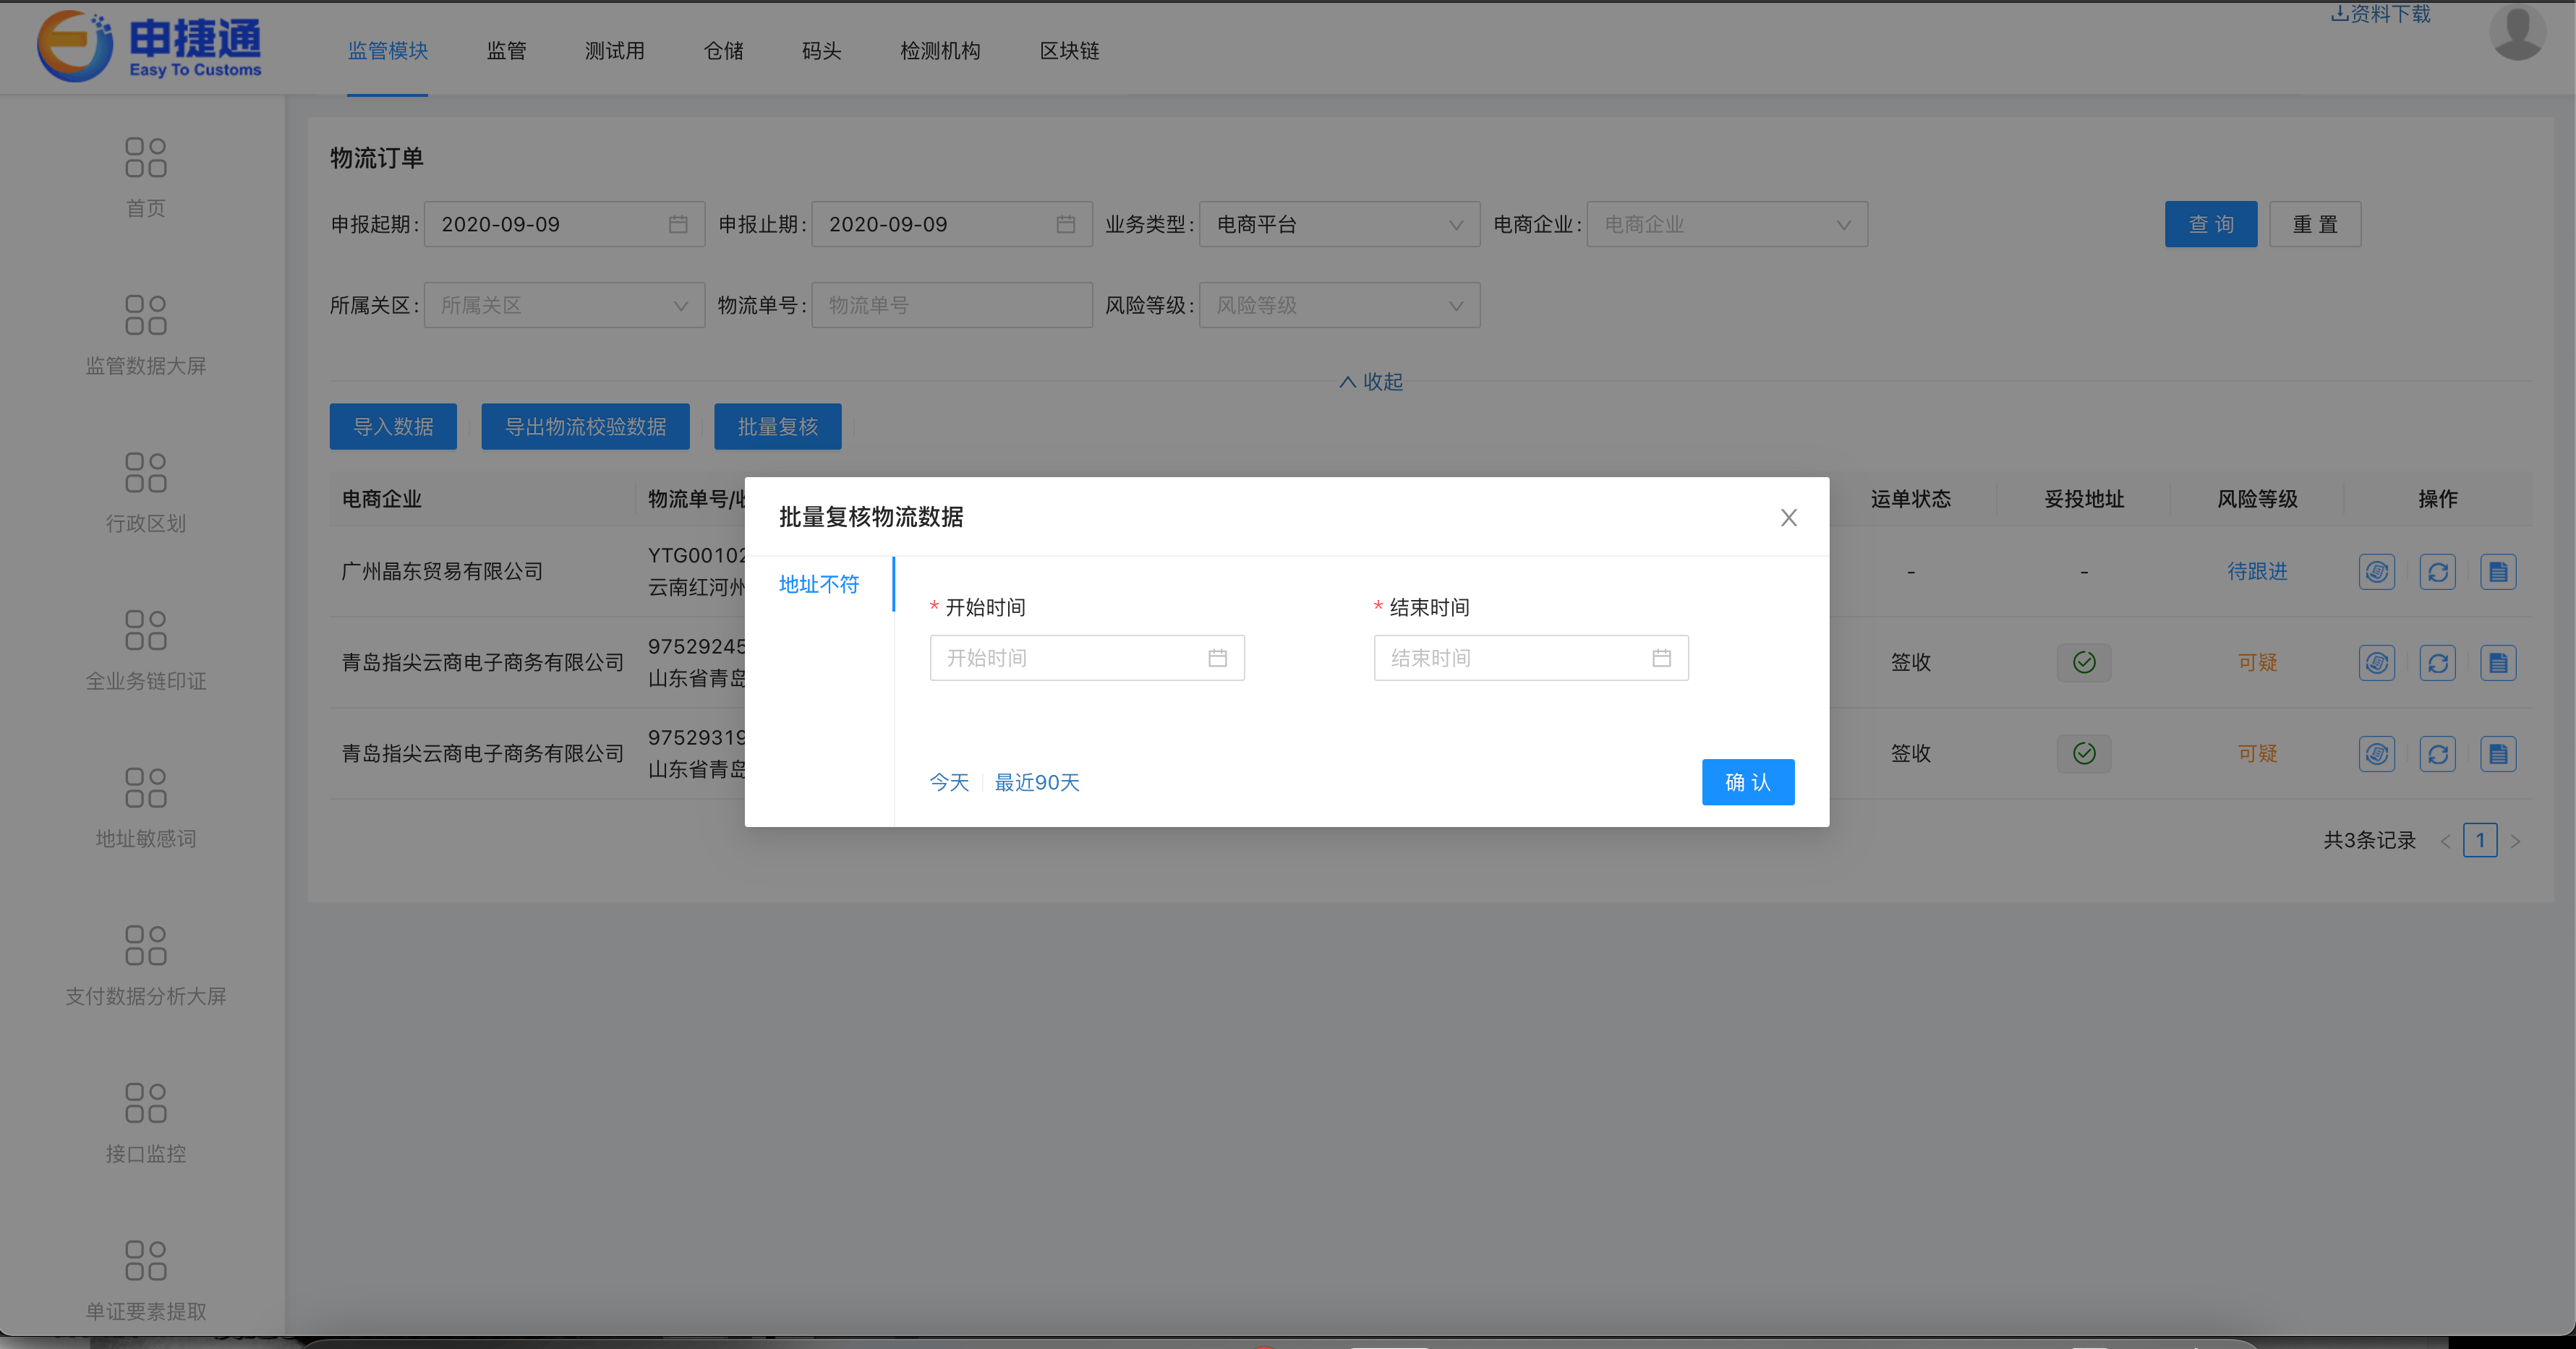 申捷通
Easy To Customs
监管模块 监管 测试用 仓储 码头 检测机构 区块链
资料下载
首页
监管数据大屏
行政区划
全业务链印证
地址敏感词
支付数据分析大屏
接口监控
单证要素提取
物流订单
申报起期: 2020-09-09 申报止期: 2020-09-09 业务类型: 电商平台 电商企业: 电商企业 查 询 重 置
所属关区: 所属关区 物流单号: 物流单号 风险等级: 风险等级
收起
导入数据 导出物流校验数据 批量复核
电商企业 物流单号/ 运单状态 妥投地址 风险等级 操作
广州晶东贸易有限公司 YTG00102 - - 待跟进
云南红河州
青岛指尖云商电子商务有限公司 97529245 签收 可疑
山东省青岛
青岛指尖云商电子商务有限公司 97529319 签收 可疑
山东省青岛
共3条记录 < 1 >
批量复核物流数据
地址不符
* 开始时间 * 结束时间
开始时间 结束时间
今天 最近90天 确 认